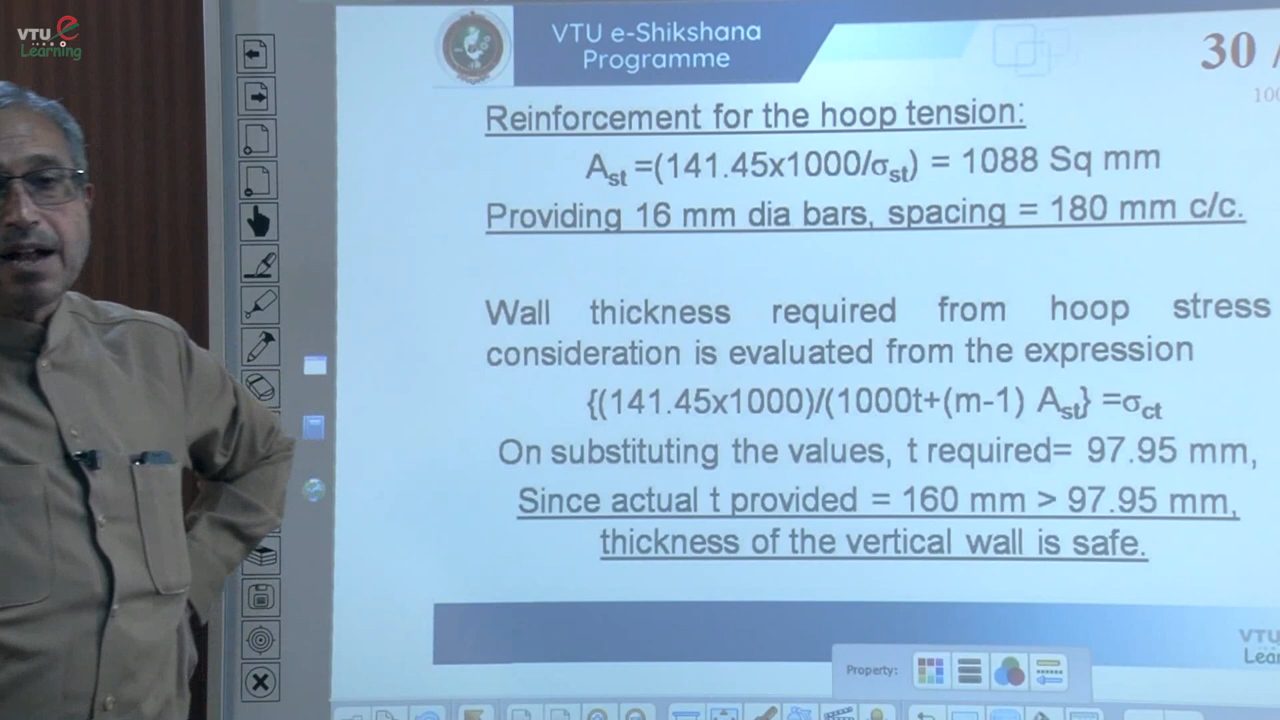 VTU e
Learning
VTU e-Shikshana
Programme
30 /
100
Reinforcement for the hoop tension:
Ast =(141.45x1000/σst) = 1088 Sq mm
Providing 16 mm dia bars, spacing = 180 mm c/c.
Wall thickness required from hoop stress
consideration is evaluated from the expression
{(141.45x1000)/(1000t+(m-1) Ast} =σct
On substituting the values, t required= 97.95 mm,
Since actual t provided = 160 mm > 97.95 mm,
thickness of the vertical wall is safe.
VTU
Lear
Property: